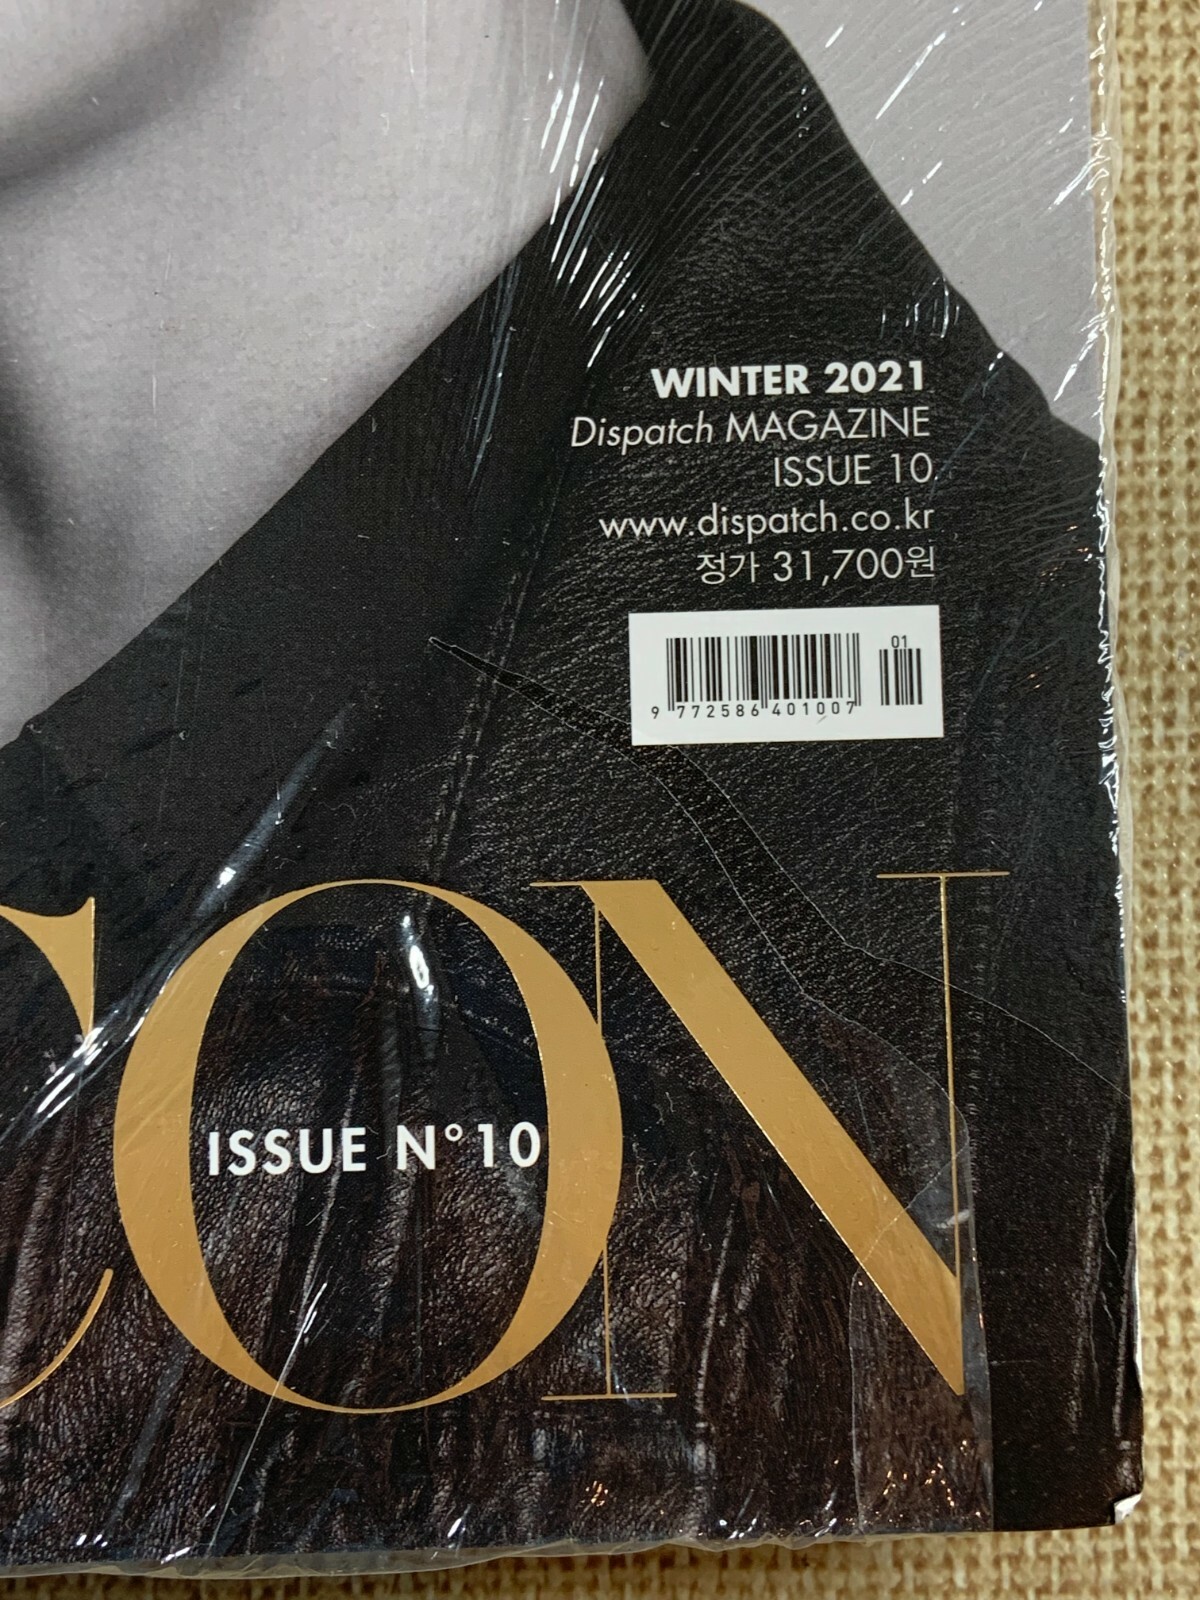 WINTER 2021
Dispatch MAGAZINE
ISSUE 10
www.dispatch.co.kr
정가 31,700원
01
9 772586 401007
CON
ISSUE N°10